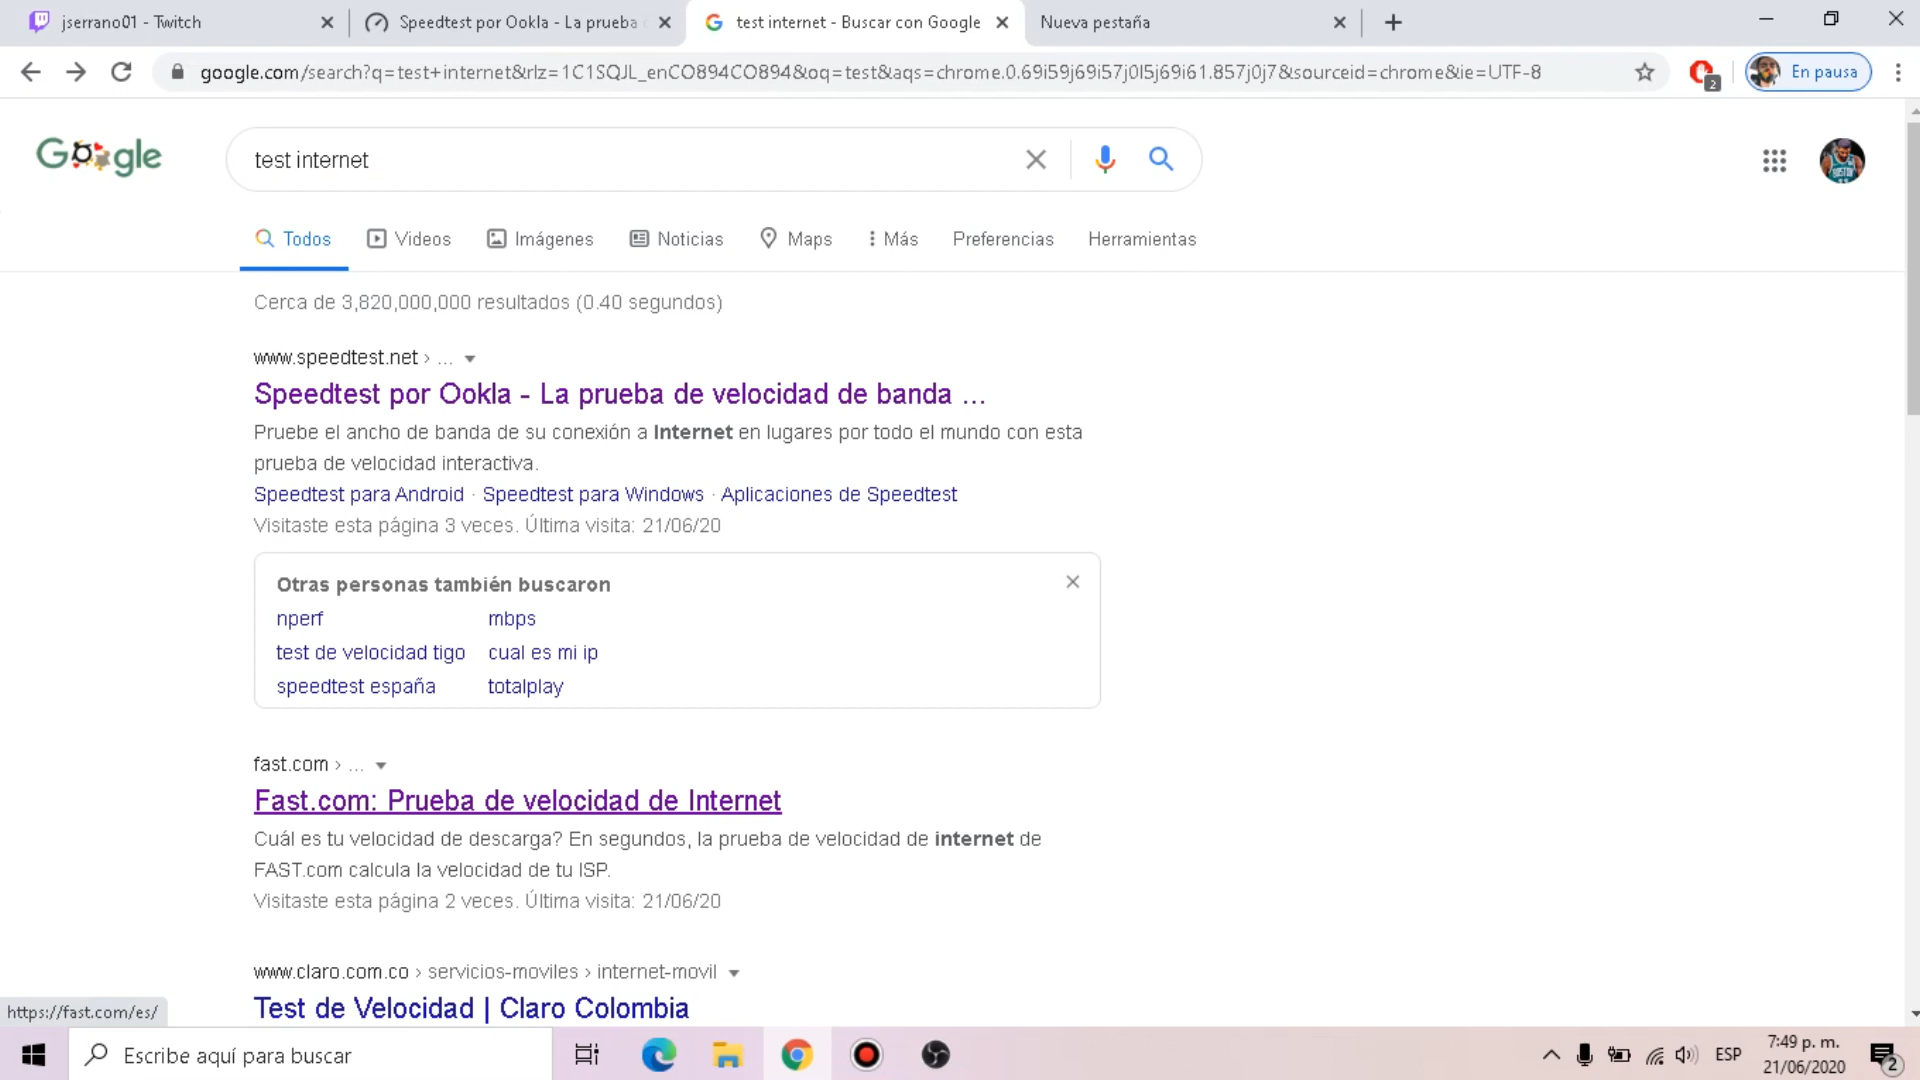 jserrano01 - Twitch
Speedtest por Ookla - La prueba
test internet - Buscar con Google
Nueva pestaña
google.com/search?q=test+internet&rlz=1C1SQJL_enCO894CO894&oq=test&aqs=chrome.0.69i59j69i57j0l5j69i61.857j0j7&sourceid=chrome&ie=UTF-8
2
En pausa
Google
test internet
Todos
Videos
Imágenes
Noticias
Maps
Más
Preferencias
Herramientas
Cerca de 3,820,000,000 resultados (0.40 segundos)
www.speedtest.net › ...
Speedtest por Ookla - La prueba de velocidad de banda ...
Pruebe el ancho de banda de su conexión a Internet en lugares por todo el mundo con esta
prueba de velocidad interactiva.
Speedtest para Android · Speedtest para Windows · Aplicaciones de Speedtest
Visitaste esta página 3 veces. Última visita: 21/06/20
Otras personas también buscaron
nperf
mbps
test de velocidad tigo
cual es mi ip
speedtest españa
totalplay
fast.com › ...
Fast.com: Prueba de velocidad de Internet
Cuál es tu velocidad de descarga? En segundos, la prueba de velocidad de internet de
FAST.com calcula la velocidad de tu ISP.
Visitaste esta página 2 veces. Última visita: 21/06/20
www.claro.com.co › servicios-moviles › internet-movil
Test de Velocidad | Claro Colombia
https://fast.com/es/
Escribe aquí para buscar
ESP
7:49 p. m.
21/06/2020
2